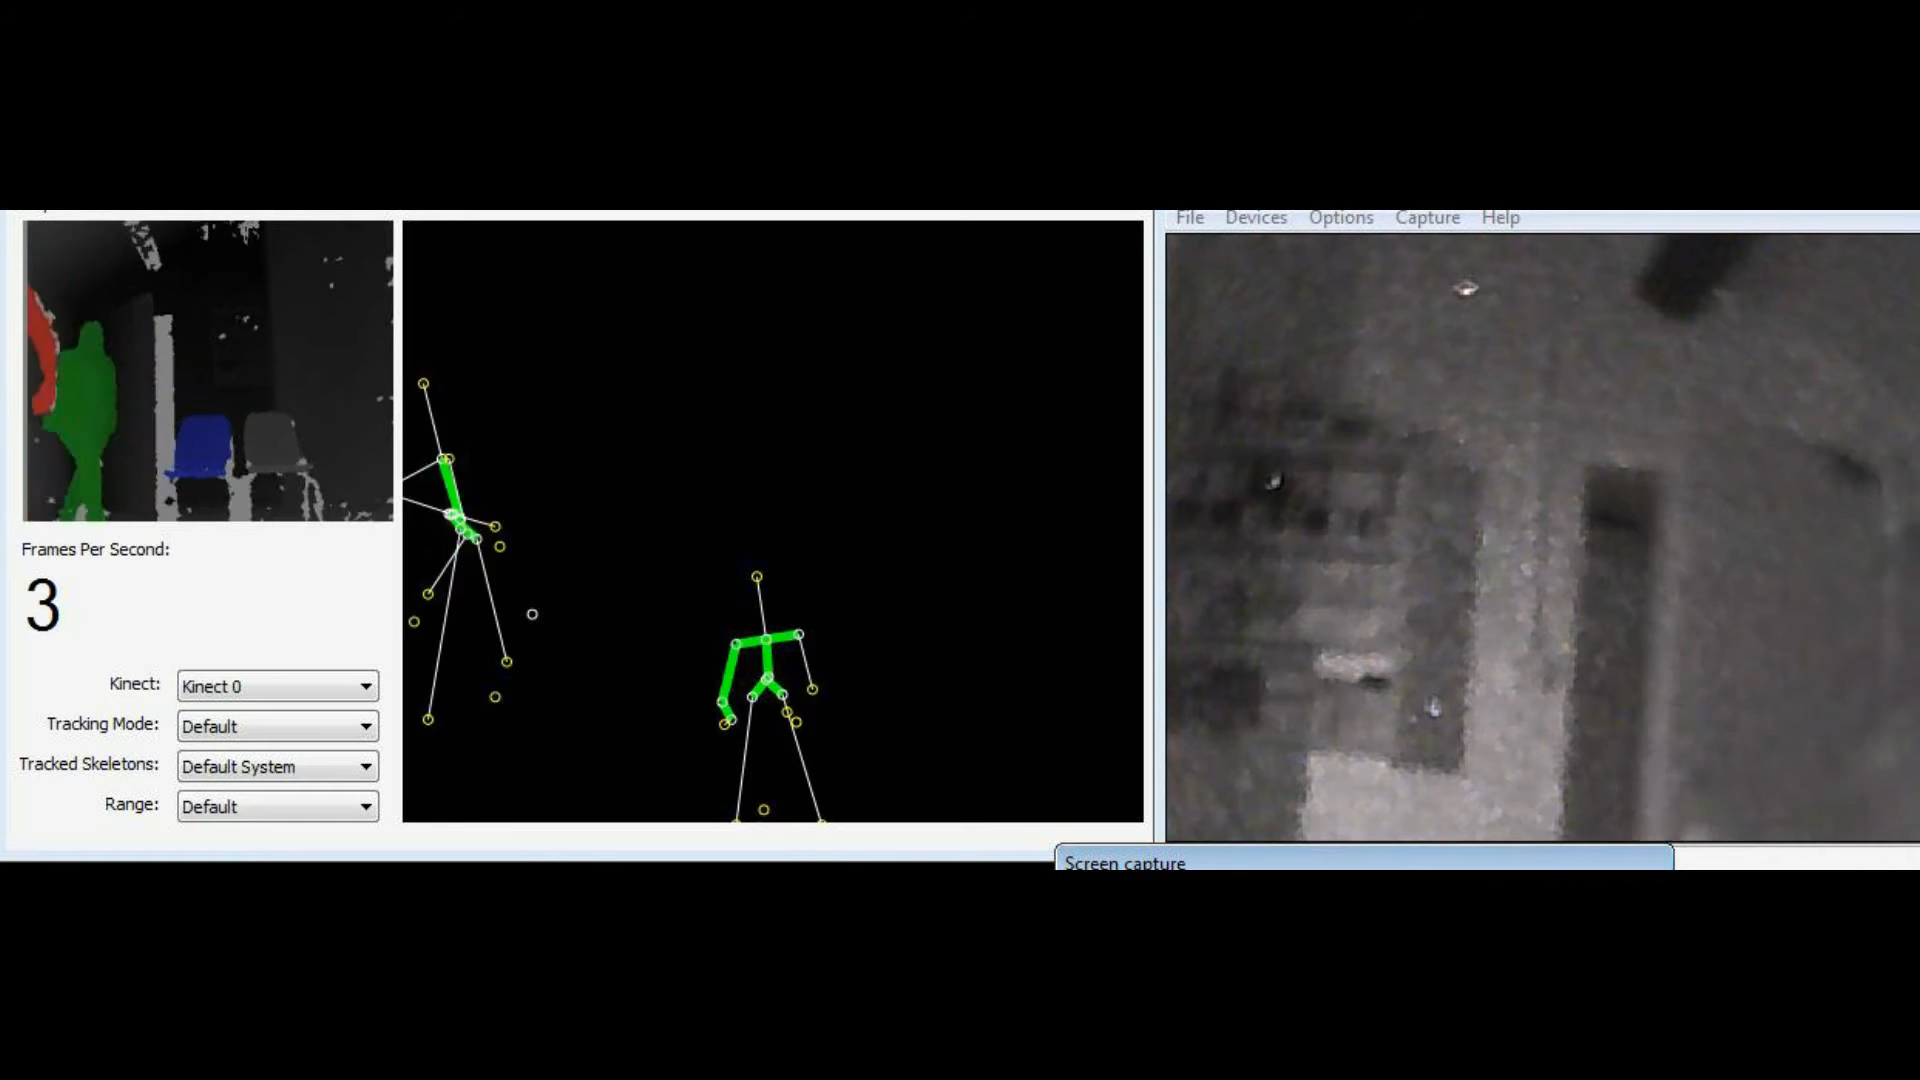 File Devices Options Capture Help
Frames Per Second:
3
Kinect: Kinect 0
Tracking Mode: Default
Tracked Skeletons: Default System
Range: Default
Screen capture